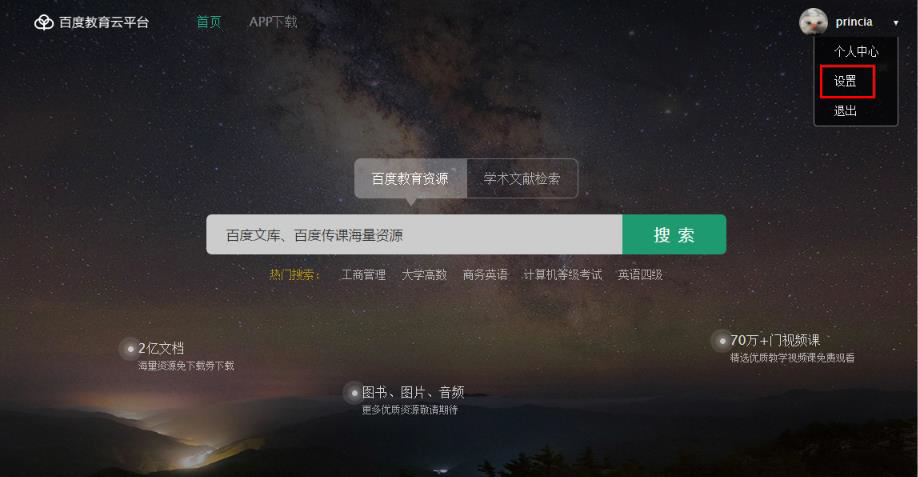 百度教育云平台 首页 APP下载 princia
个人中心
设置
退出
百度教育资源 学术文献检索
百度文库、百度传课海量资源 搜索
热门搜索： 工商管理 大学高数 商务英语 计算机等级考试 英语四级
2亿文档
海量资源免下载券下载
70万+门视频课
精选优质教学视频课免费观看
图书、图片、音频
更多优质资源敬请期待